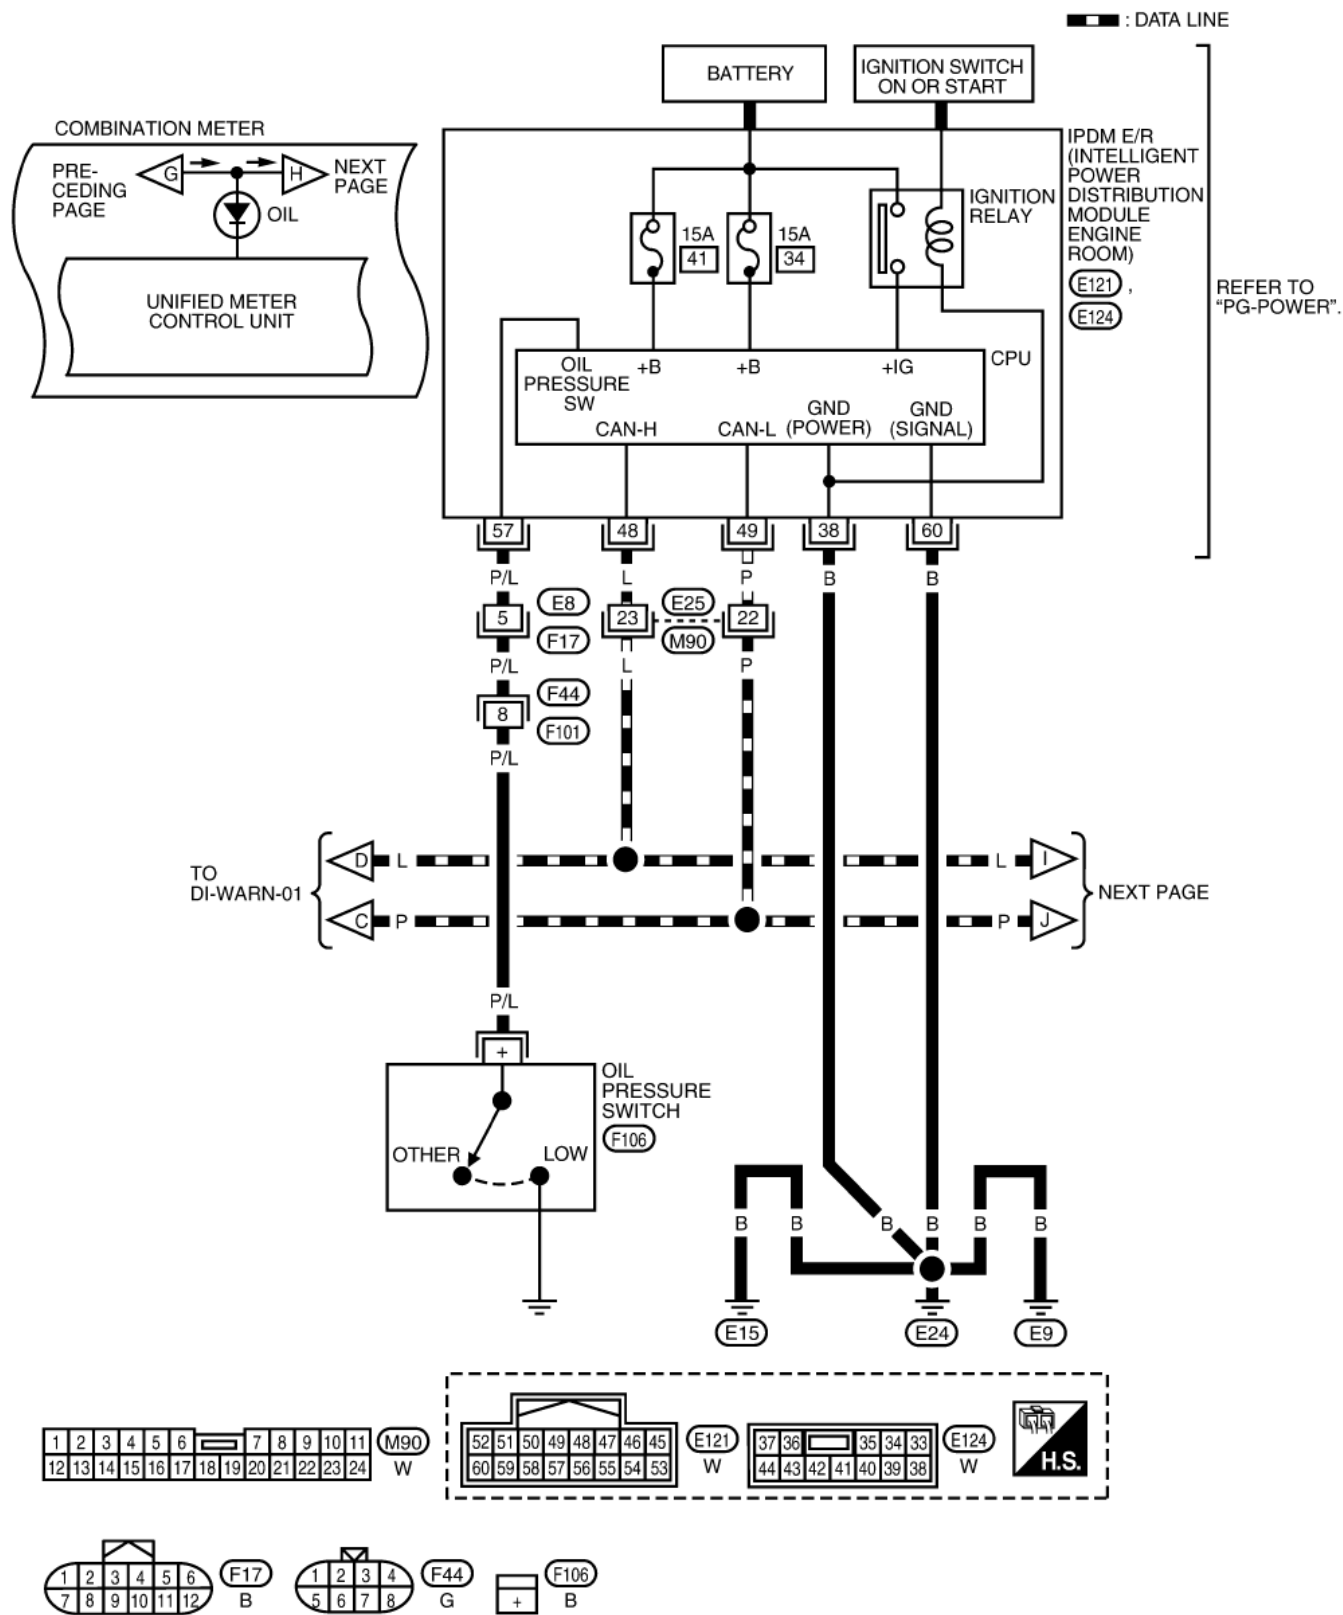 : DATA LINE
BATTERY
IGNITION SWITCH
ON OR START
COMBINATION METER
PRE-
CEDING
PAGE
G
H
NEXT
PAGE
OIL
UNIFIED METER
CONTROL UNIT
IPDM E/R
(INTELLIGENT
POWER
DISTRIBUTION
MODULE
ENGINE
ROOM)
E121 ,
E124
IGNITION
RELAY
15A
41
15A
34
REFER TO
“PG-POWER”.
CPU
OIL
PRESSURE
SW
+B
+B
+IG
CAN-H
CAN-L
GND
(POWER)
GND
(SIGNAL)
57
48
49
38
60
P/L
L
P
B
B
5
E8
F17
23
E25
M90
22
P/L
L
P
8
F44
F101
P/L
TO
DI-WARN-01
D
L
L
I
C
P
P
J
NEXT PAGE
P/L
+
OIL
PRESSURE
SWITCH
F106
OTHER
LOW
B
B
B
B
B
B
E15
E24
E9
1 2 3 4 5 6 7 8 9 10 11
12 13 14 15 16 17 18 19 20 21 22 23 24
M90
W
52 51 50 49 48 47 46 45
60 59 58 57 56 55 54 53
E121
W
37 36 35 34 33
44 43 42 41 40 39 38
E124
W
H.S.
1 2 3 4 5 6
7 8 9 10 11 12
F17
B
1 2 3 4
5 6 7 8
F44
G
+
F106
B